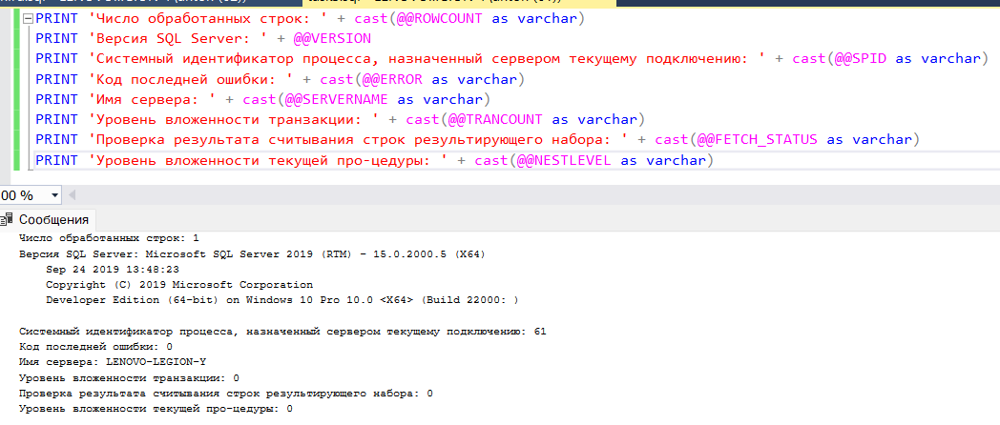 PRINT 'Число обработанных строк: ' + cast(@@ROWCOUNT as varchar)
PRINT 'Версия SQL Server: ' + @@VERSION
PRINT 'Системный идентификатор процесса, назначенный сервером текущему подключению: ' + cast(@@SPID as varchar)
PRINT 'Код последней ошибки: ' + cast(@@ERROR as varchar)
PRINT 'Имя сервера: ' + cast(@@SERVERNAME as varchar)
PRINT 'Уровень вложенности транзакции: ' + cast(@@TRANCOUNT as varchar)
PRINT 'Проверка результата считывания строк результирующего набора: ' + cast(@@FETCH_STATUS as varchar)
PRINT 'Уровень вложенности текущей про-цедуры: ' + cast(@@NESTLEVEL as varchar)
00 %
Сообщения
Число обработанных строк: 1
Версия SQL Server: Microsoft SQL Server 2019 (RTM) - 15.0.2000.5 (X64)
Sep 24 2019 13:48:23
Copyright (C) 2019 Microsoft Corporation
Developer Edition (64-bit) on Windows 10 Pro 10.0 <X64> (Build 22000: )
Системный идентификатор процесса, назначенный сервером текущему подключению: 61
Код последней ошибки: 0
Имя сервера: LENOVO-LEGION-Y
Уровень вложенности транзакции: 0
Проверка результата считывания строк результирующего набора: 0
Уровень вложенности текущей про-цедуры: 0